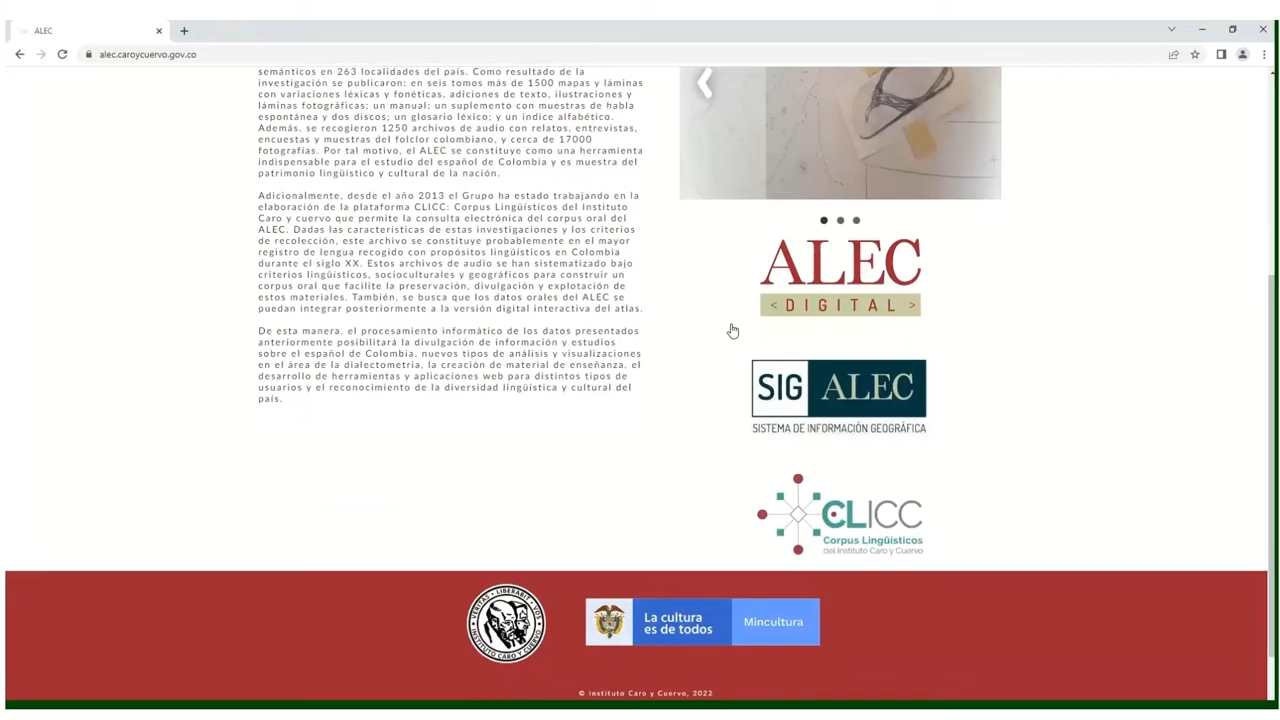 ALEC
alec.caroycuervo.gov.co
semánticos en 263 localidades del país. Como resultado de la
investigación se publicaron: en seis tomos más de 1500 mapas y láminas
con variaciones léxicas y fonéticas, adiciones de texto, ilustraciones y
láminas fotográficas; un manual; un suplemento con muestras de habla
espontánea y dos discos; un glosario léxico; y un índice alfabético.
Además, se recogieron 1250 archivos de audio con relatos, entrevistas,
encuestas y muestras del folclor colombiano, y cerca de 17000
fotografías. Por tal motivo, el ALEC se constituye como una herramienta
indispensable para el estudio del español de Colombia y es muestra del
patrimonio lingüístico y cultural de la nación.
Adicionalmente, desde el año 2013 el Grupo ha estado trabajando en la
elaboración de la plataforma CLICC: Corpus Lingüísticos del Instituto
Caro y cuervo que permite la consulta electrónica del corpus oral del
ALEC. Dadas las características de estas investigaciones y los criterios
de recolección, este archivo se constituye probablemente en el mayor
registro de lengua recogido con propósitos lingüísticos en Colombia
durante el siglo XX. Estos archivos de audio se han sistematizado bajo
criterios lingüísticos, socioculturales y geográficos para construir un
corpus oral que facilite la preservación, divulgación y explotación de
estos materiales. También, se busca que los datos orales del ALEC se
puedan integrar posteriormente a la versión digital interactiva del atlas.
De esta manera, el procesamiento informático de los datos presentados
anteriormente posibilitará la divulgación de información y estudios
sobre el español de Colombia, nuevos tipos de análisis y visualizaciones
en el área de la dialectometría, la creación de material de enseñanza, el
desarrollo de herramientas y aplicaciones web para distintos tipos de
usuarios y el reconocimiento de la diversidad lingüística y cultural del
país.
ALEC
< DIGITAL >
SIG ALEC
SISTEMA DE INFORMACIÓN GEOGRÁFICA
CLICC
Corpus Lingüísticos
del Instituto Caro y Cuervo
VERITAS · LIBERABIT · VOS
INSTITUTO CARO Y CUERVO
La cultura
es de todos
Mincultura
© Instituto Caro y Cuervo, 2022